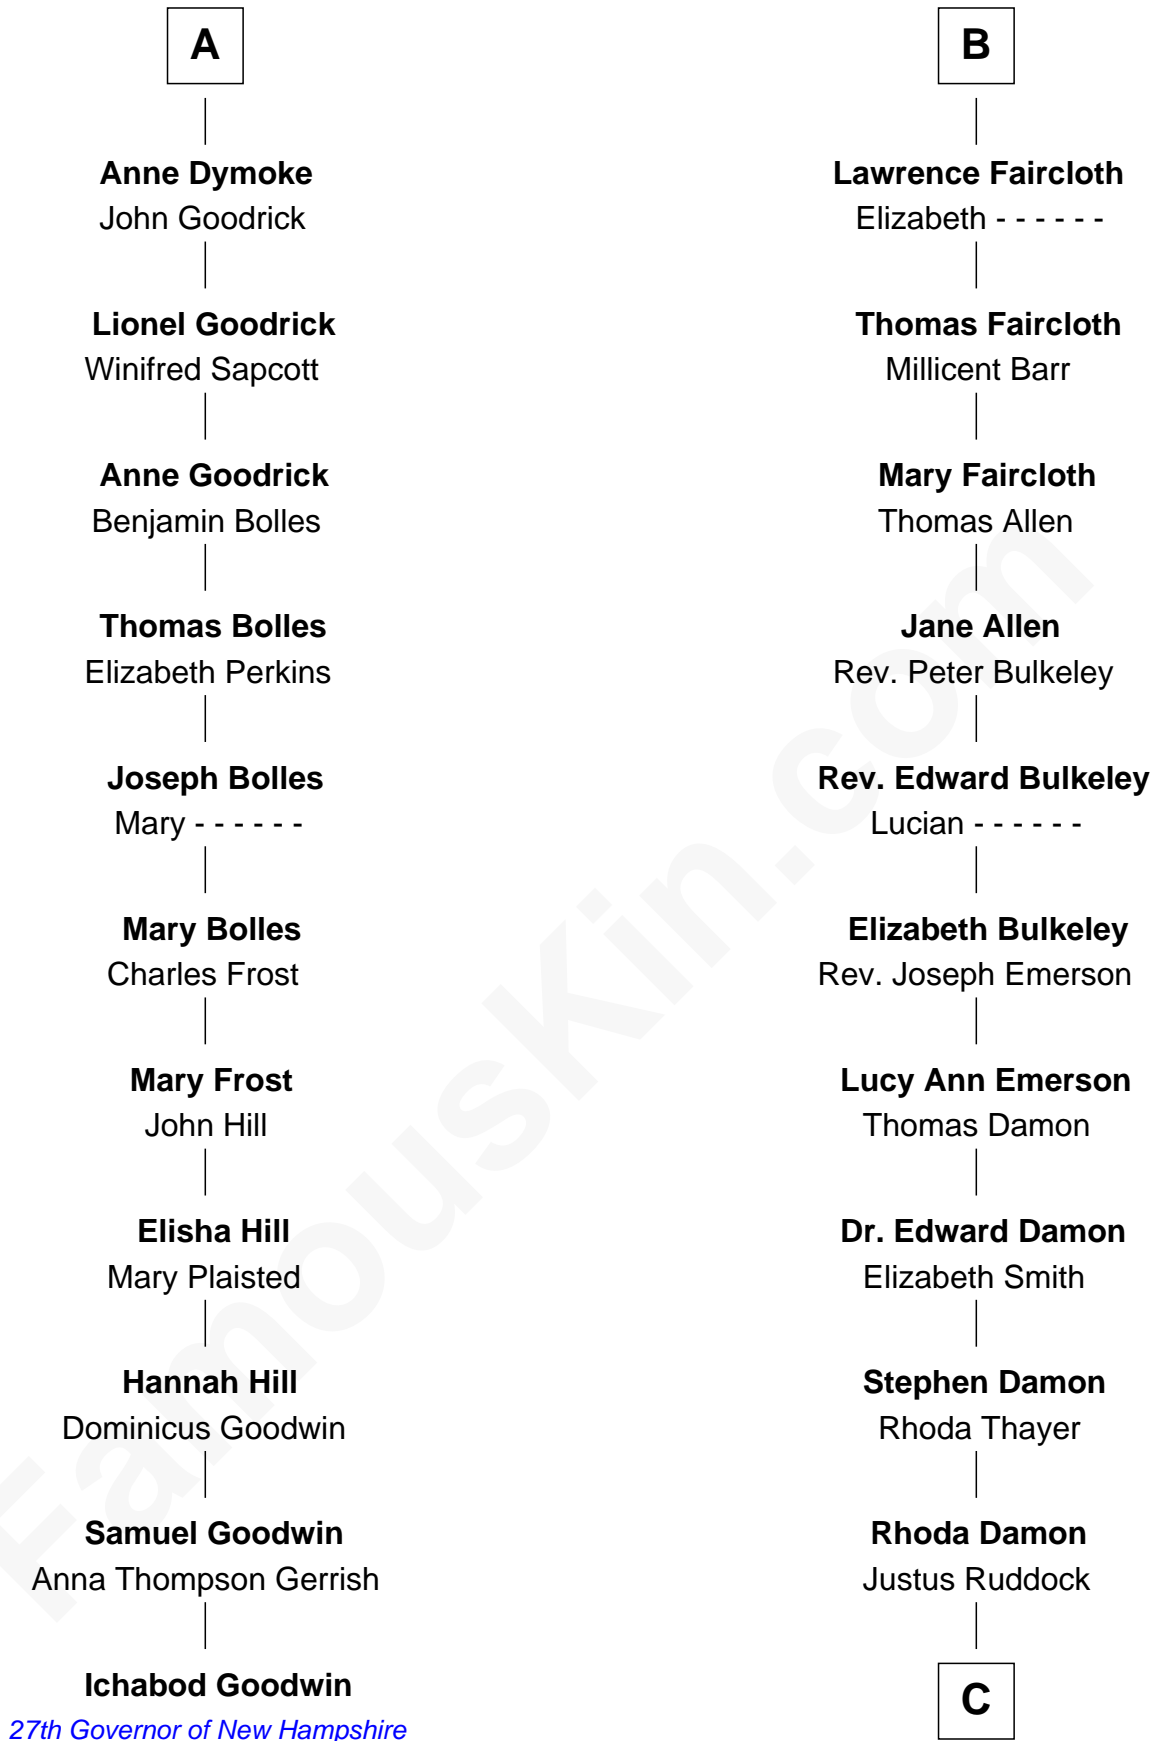 A
Anne Dymoke
John Goodrick
Lionel Goodrick
Winifred Sapcott
Anne Goodrick
Benjamin Bolles
Thomas Bolles
Elizabeth Perkins
Joseph Bolles
Mary - - - - - -
Mary Bolles
Charles Frost
Mary Frost
John Hill
Elisha Hill
Mary Plaisted
Hannah Hill
Dominicus Goodwin
Samuel Goodwin
Anna Thompson Gerrish
Ichabod Goodwin
27th Governor of New Hampshire
B
Lawrence Faircloth
Elizabeth - - - - - -
Thomas Faircloth
Millicent Barr
Mary Faircloth
Thomas Allen
Jane Allen
Rev. Peter Bulkeley
Rev. Edward Bulkeley
Lucian - - - - - -
Elizabeth Bulkeley
Rev. Joseph Emerson
Lucy Ann Emerson
Thomas Damon
Dr. Edward Damon
Elizabeth Smith
Stephen Damon
Rhoda Thayer
Rhoda Damon
Justus Ruddock
C
FamousKin.com